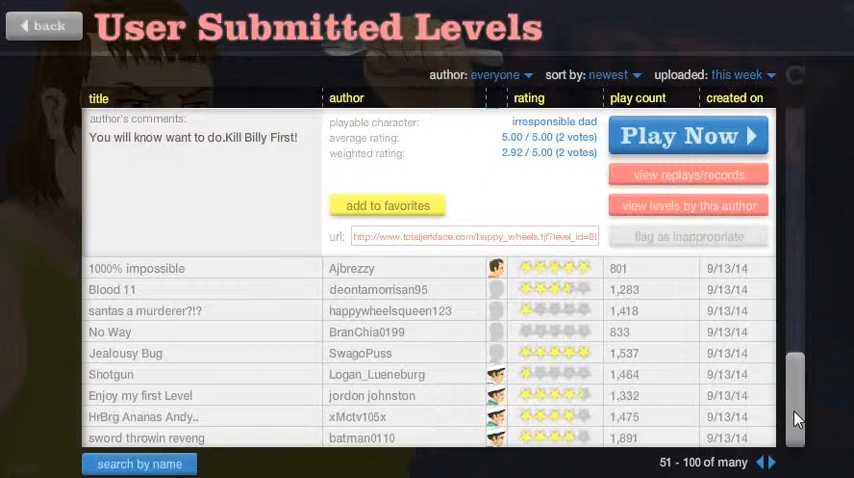 back
User Submitted Levels
author: everyone sort by: newest uploaded: this week
title author rating play count created on
author's comments:
You will know want to do.Kill Billy First!
playable character: irresponsible dad
average rating: 5.00 / 5.00 (2 votes)
weighted rating: 2.92 / 5.00 (2 votes)
Play Now
view replays/records
add to favorites
view levels by this author
url: http://www.totaljerkface.com/happy_wheels.tjf?level_id=
flag as inappropriate
1000% impossible Ajbrezzy 801 9/13/14
Blood 11 deontamorrisan95 1,283 9/13/14
santas a murderer?!? happywheelsqueen123 1,418 9/13/14
No Way BranChia0199 833 9/13/14
Jealousy Bug SwagoPuss 1,537 9/13/14
Shotgun Logan_Lueneburg 1,464 9/13/14
Enjoy my first Level jordon johnston 1,332 9/13/14
HrBrg Ananas Andy.. xMctv105x 1,475 9/13/14
sword throwin reveng batman0110 1,891 9/13/14
search by name
51 - 100 of many